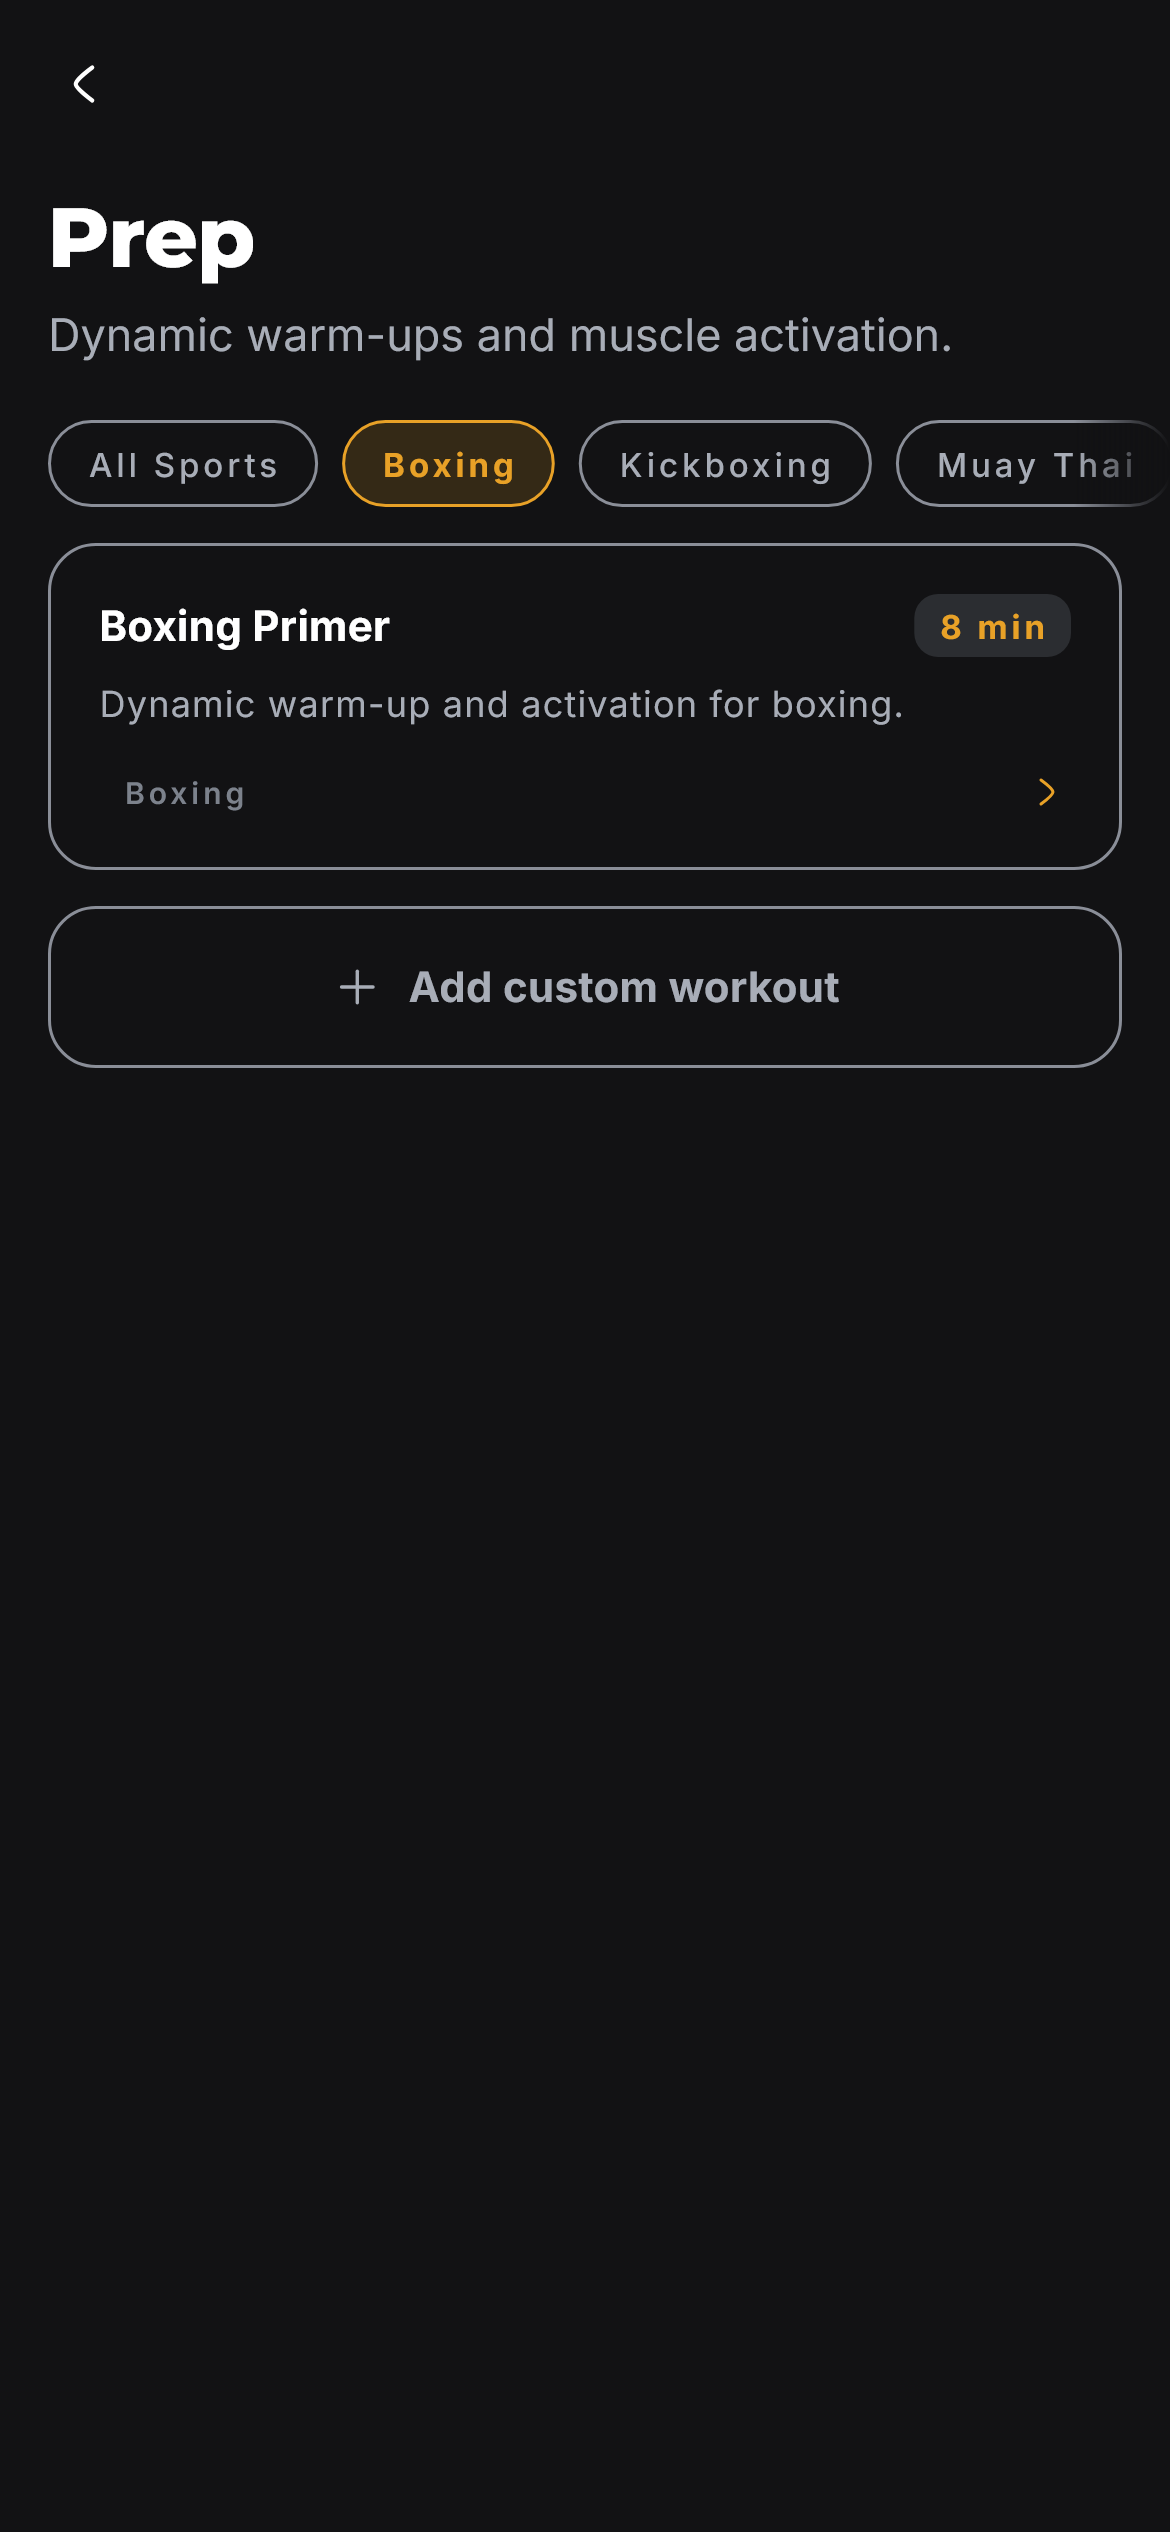 Prep
Dynamic warm-ups and muscle activation.
All Sports Boxing Kickboxing Muay Thai
Boxing Primer 8 min
Dynamic warm-up and activation for boxing.
Boxing
Add custom workout